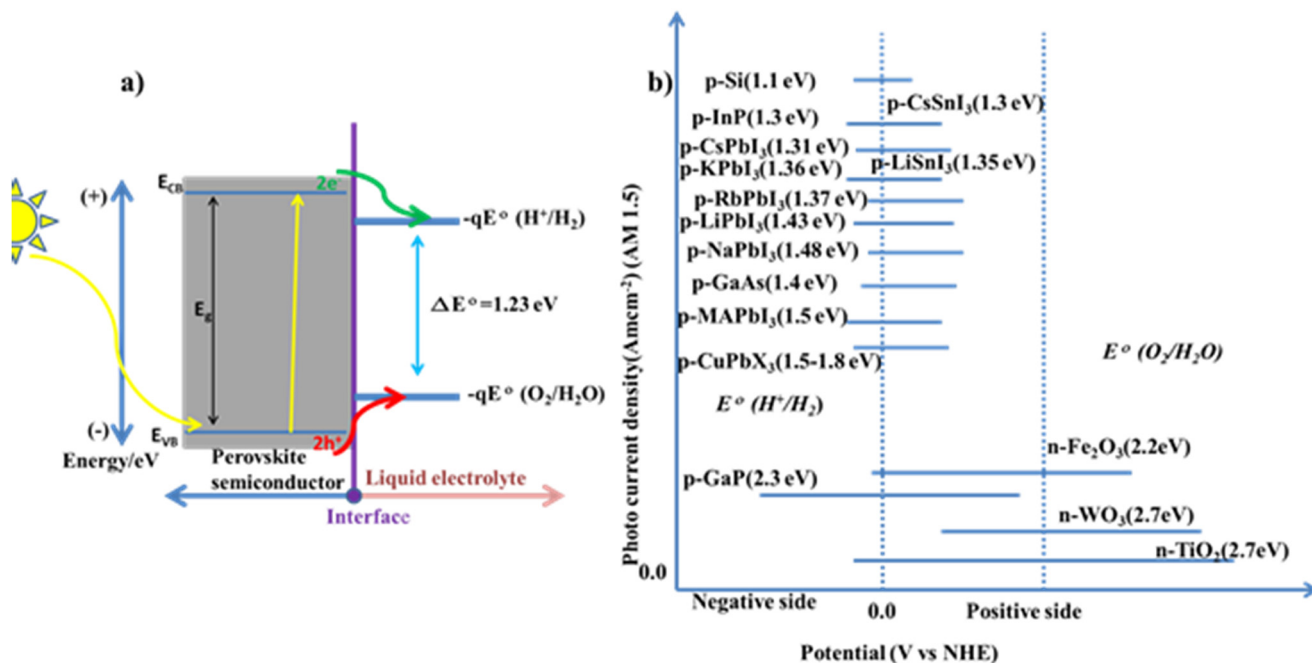 a)
E_CB
(+)
2e⁻
-qE° (H⁺/H₂)
E_g
ΔE°=1.23 eV
-qE° (O₂/H₂O)
(-)
E_VB
2h⁺
Energy/eV
Perovskite
semiconductor
Liquid electrolyte
Interface
b)
Photo current density(Amcm⁻²) (AM 1.5)
p-Si(1.1 eV)
p-CsSnI₃(1.3 eV)
p-InP(1.3 eV)
p-CsPbI₃(1.31 eV)
p-KPbI₃(1.36 eV)
p-LiSnI₃(1.35 eV)
p-RbPbI₃(1.37 eV)
p-LiPbI₃(1.43 eV)
p-NaPbI₃(1.48 eV)
p-GaAs(1.4 eV)
p-MAPbI₃(1.5 eV)
p-CuPbX₃(1.5-1.8 eV)
E° (O₂/H₂O)
E° (H⁺/H₂)
n-Fe₂O₃(2.2eV)
p-GaP(2.3 eV)
n-WO₃(2.7eV)
n-TiO₂(2.7eV)
0.0
Negative side
0.0
Positive side
Potential (V vs NHE)